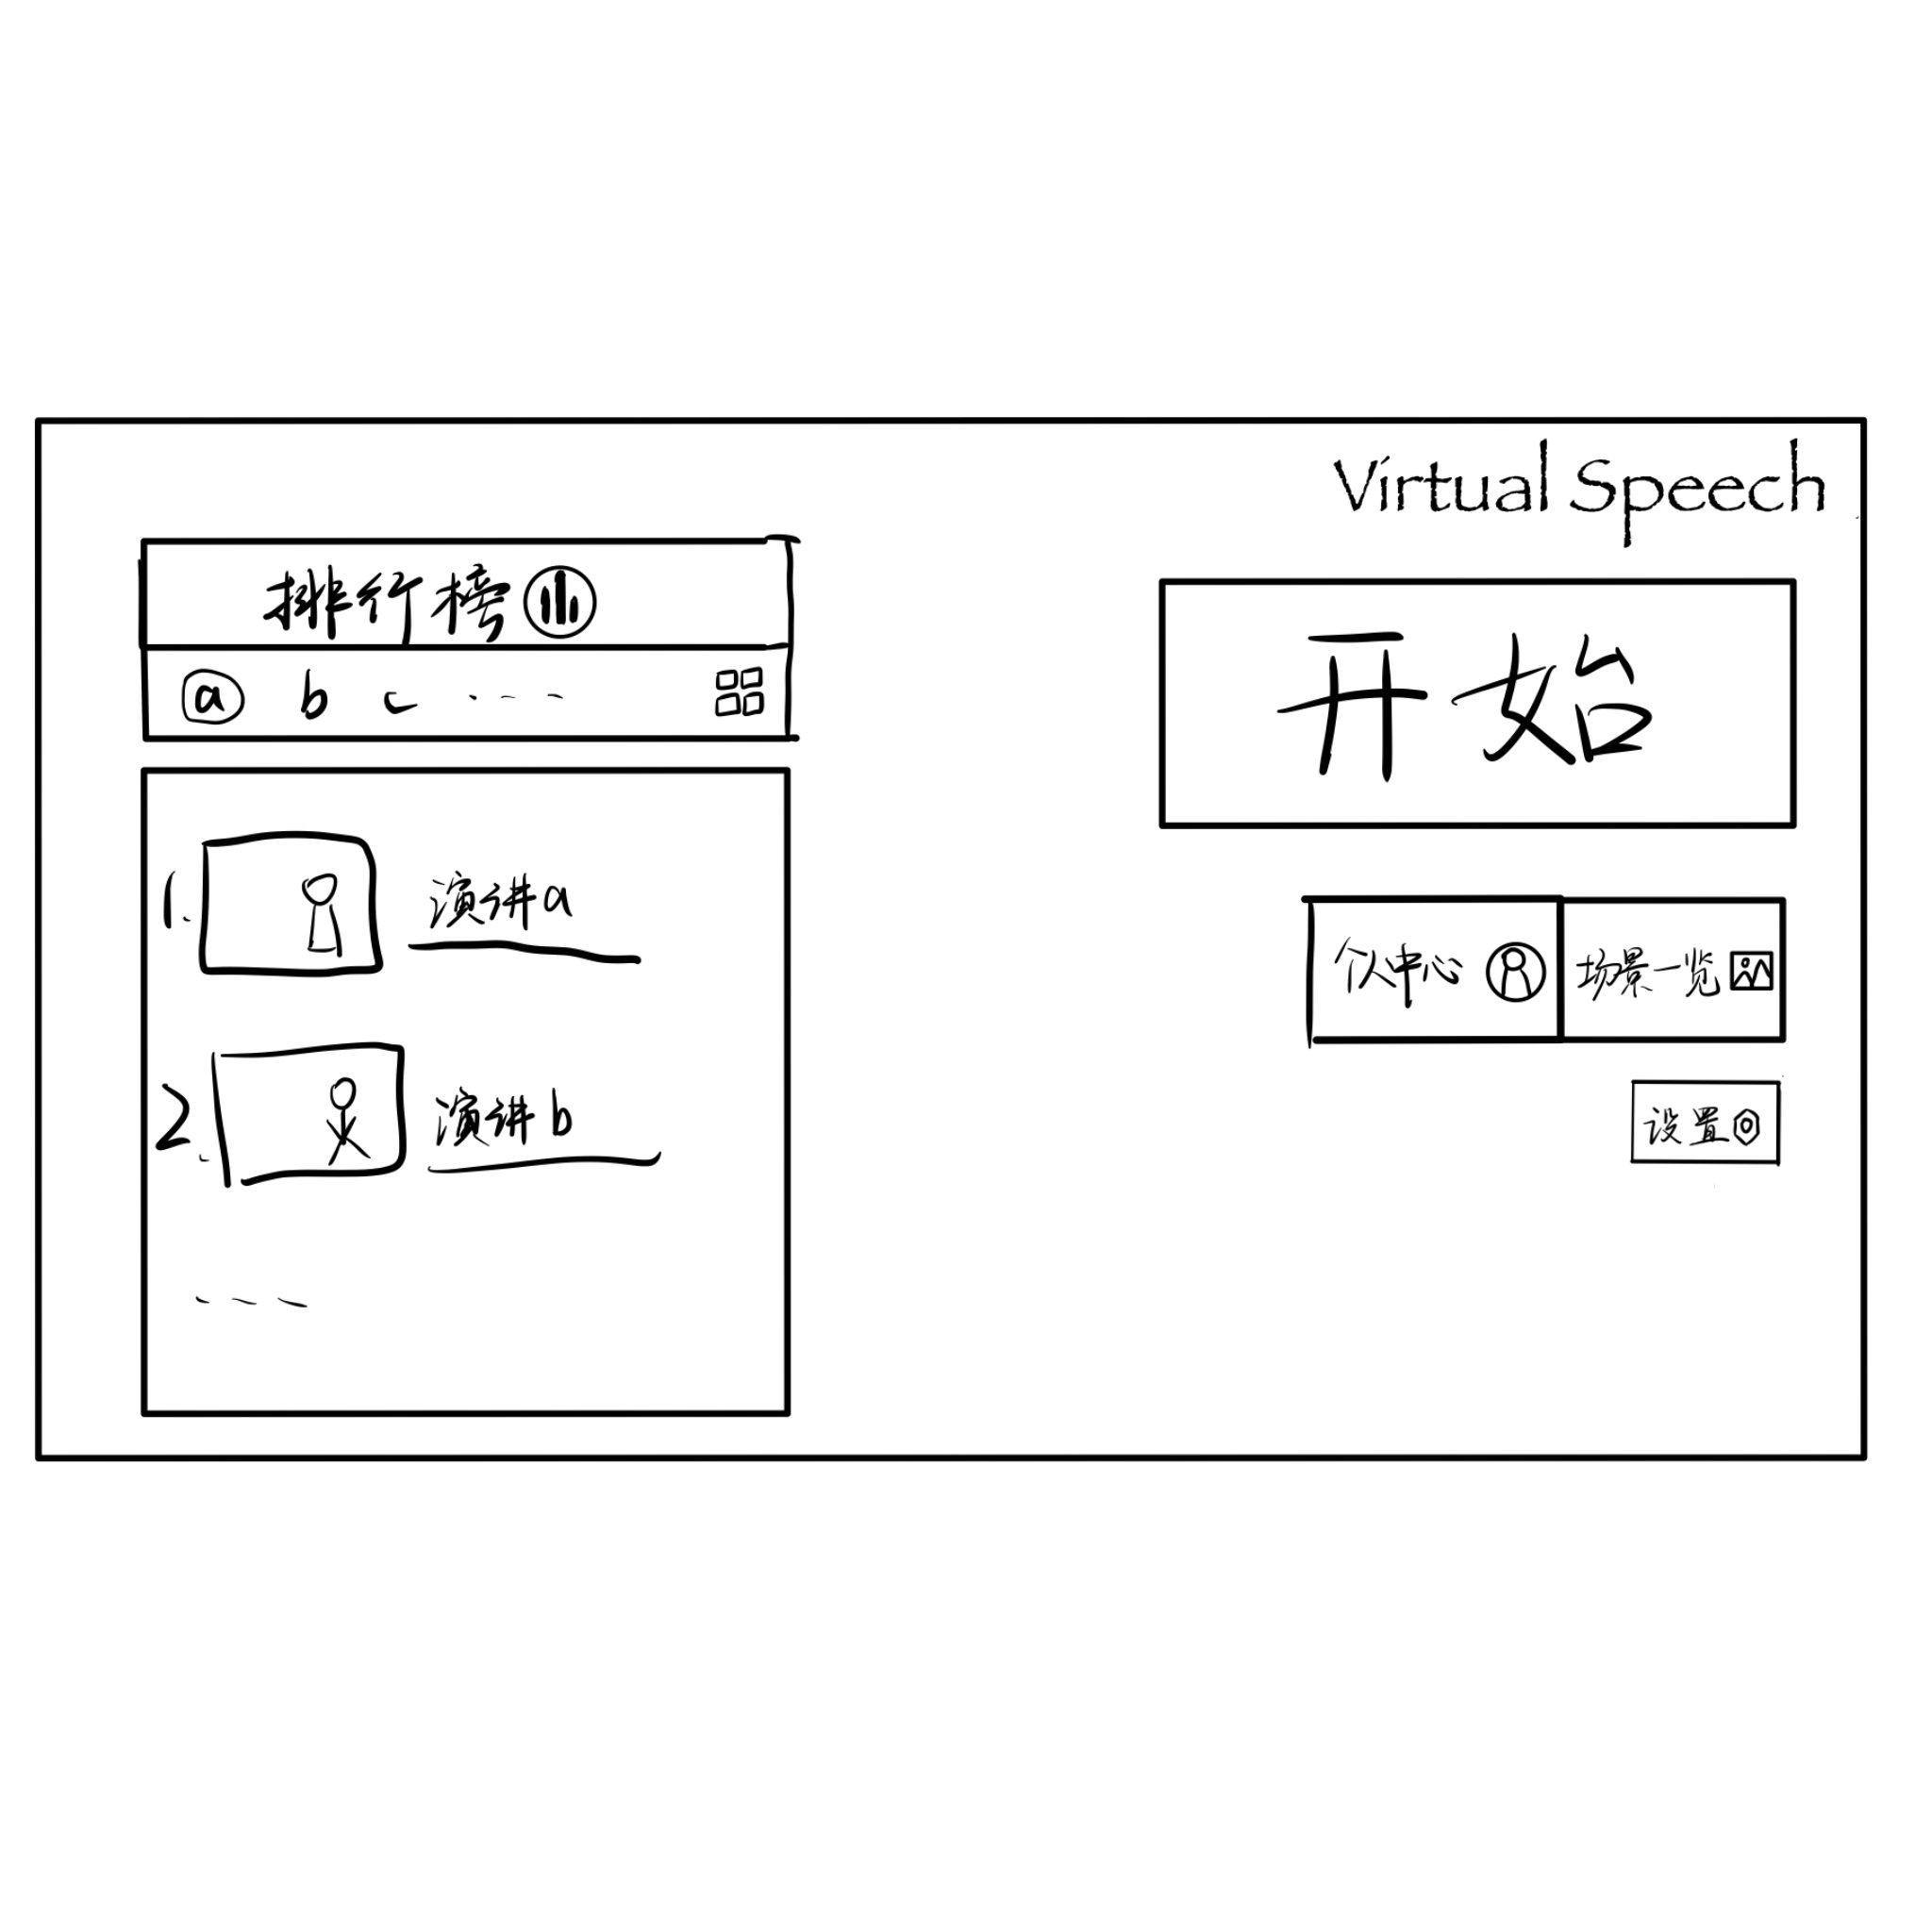 Virtual Speech
排行榜
a b c ....
开始
1. 演讲a
个人中心 场景一览
2. 演讲b
设置
...